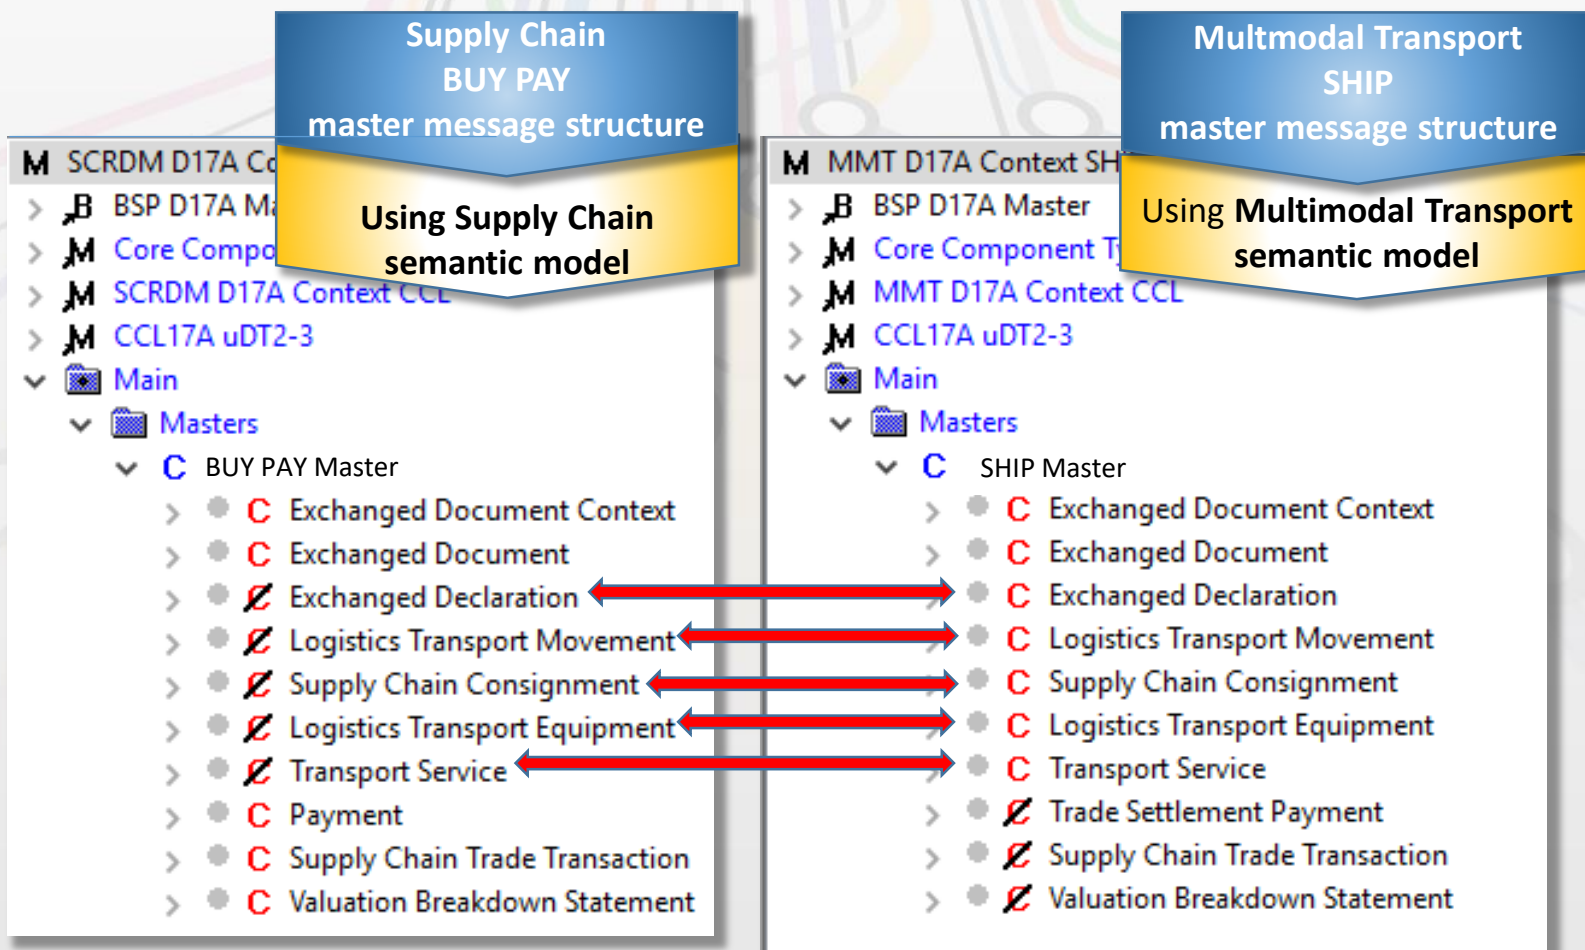 Supply Chain
BUY PAY
master message structure
Using Supply Chain
semantic model
M SCRDM D17A
B BSP D17A
M Core
M SCRDM D17A Context CCL
M CCL17A uDT2-3
Main
Masters
C BUY PAY Master
C Exchanged Document Context
C Exchanged Document
C Exchanged Declaration
C Logistics Transport Movement
C Supply Chain Consignment
C Logistics Transport Equipment
C Transport Service
C Payment
C Supply Chain Trade Transaction
C Valuation Breakdown Statement
Multmodal Transport
SHIP
master message structure
Using Multimodal Transport
semantic model
M MMT D17A Context
B BSP D17A Master
M Core Component
M MMT D17A Context CCL
M CCL17A uDT2-3
Main
Masters
C SHIP Master
C Exchanged Document Context
C Exchanged Document
C Exchanged Declaration
C Logistics Transport Movement
C Supply Chain Consignment
C Logistics Transport Equipment
C Transport Service
C Trade Settlement Payment
C Supply Chain Trade Transaction
C Valuation Breakdown Statement